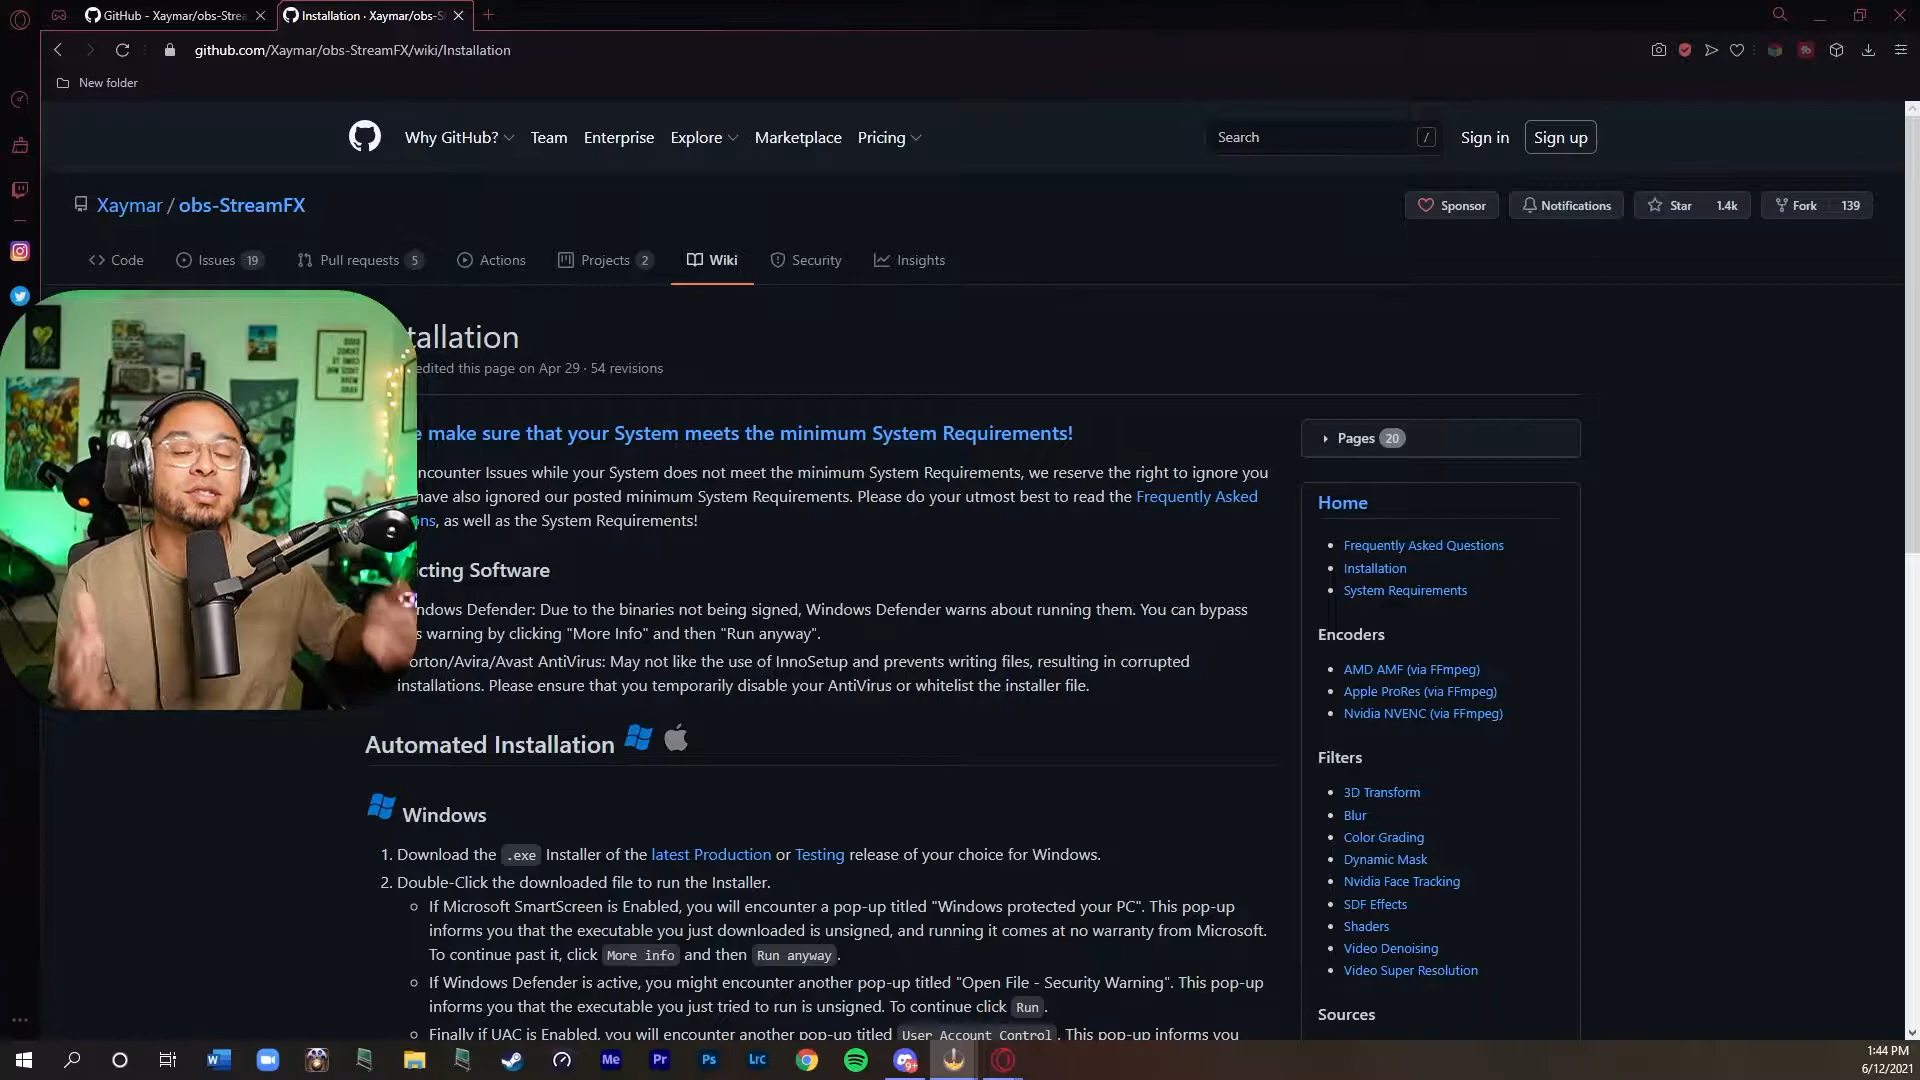 GitHub - Xaymar/obs-Strea
Installation · Xaymar/obs-S
github.com/Xaymar/obs-StreamFX/wiki/Installation
New folder
Why GitHub?
Team
Enterprise
Explore
Marketplace
Pricing
Search
/
Sign in
Sign up
Xaymar / obs-StreamFX
Sponsor
Notifications
Star 1.4k
Fork 139
Code
Issues 19
Pull requests 5
Actions
Projects 2
Wiki
Security
Insights
tallation
edited this page on Apr 29 · 54 revisions
e make sure that your System meets the minimum System Requirements!
ncounter Issues while your System does not meet the minimum System Requirements, we reserve the right to ignore you
have also ignored our posted minimum System Requirements. Please do your utmost best to read the Frequently Asked
ns, as well as the System Requirements!
icting Software
ndows Defender: Due to the binaries not being signed, Windows Defender warns about running them. You can bypass
s warning by clicking "More Info" and then "Run anyway".
orton/Avira/Avast AntiVirus: May not like the use of InnoSetup and prevents writing files, resulting in corrupted
installations. Please ensure that you temporarily disable your AntiVirus or whitelist the installer file.
Automated Installation
Windows
1. Download the .exe Installer of the latest Production or Testing release of your choice for Windows.
2. Double-Click the downloaded file to run the Installer.
If Microsoft SmartScreen is Enabled, you will encounter a pop-up titled "Windows protected your PC". This pop-up
informs you that the executable you just downloaded is unsigned, and running it comes at no warranty from Microsoft.
To continue past it, click More info and then Run anyway.
If Windows Defender is active, you might encounter another pop-up titled "Open File - Security Warning". This pop-up
informs you that the executable you just tried to run is unsigned. To continue click Run.
Finally if UAC is Enabled, you will encounter another pop-up titled User Account Control. This pop-up informs you
Pages 20
Home
Frequently Asked Questions
Installation
System Requirements
Encoders
AMD AMF (via FFmpeg)
Apple ProRes (via FFmpeg)
Nvidia NVENC (via FFmpeg)
Filters
3D Transform
Blur
Color Grading
Dynamic Mask
Nvidia Face Tracking
SDF Effects
Shaders
Video Denoising
Video Super Resolution
Sources
Me
Pr
Ps
Lrc
9+
1:44 PM
6/12/2021